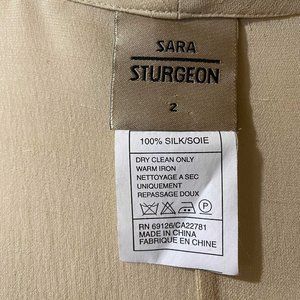 SARA
STURGEON
2
100% SILK/SOIE
DRY CLEAN ONLY
WARM IRON
NETTOYAGE A SEC
UNIQUEMENT
REPASSAGE DOUX
P
RN 69126/CA22781
MADE IN CHINA
FABRIQUE EN CHINE